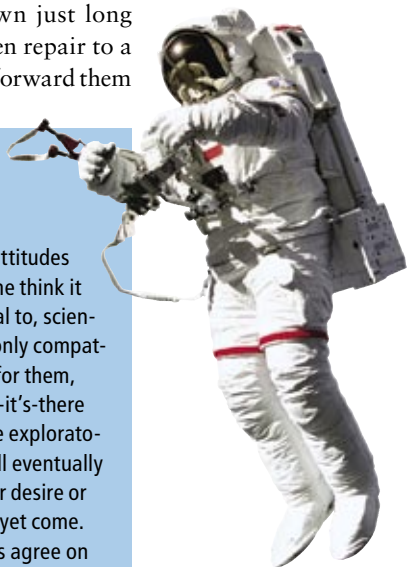 wn just long
en repair to a
forward them
ttitudes
ne think it
al to, scien-
only compat-
for them,
-it's-there
e explorato-
ll eventually
r desire or
yet come.
s agree on